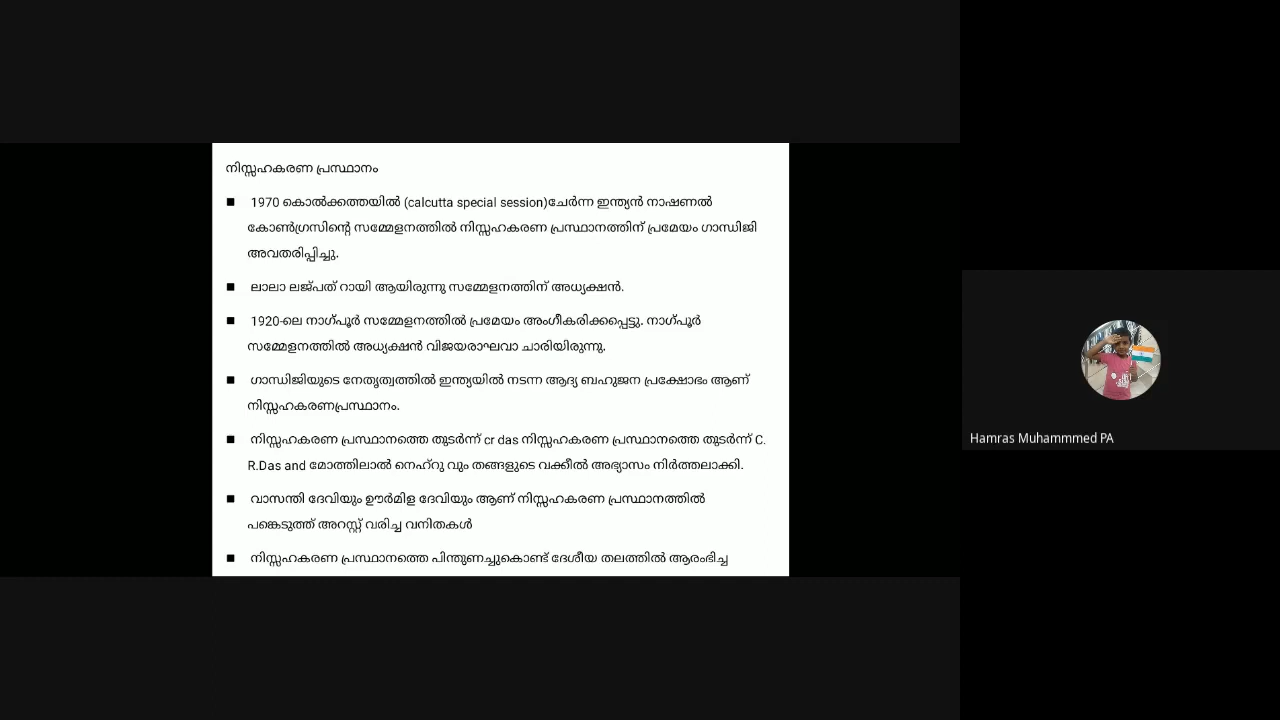 നിസ്സഹകരണ പ്രസ്ഥാനം
■ 1970 കൊൽക്കത്തയിൽ (calcutta special session)ചേർന്ന ഇന്ത്യൻ നാഷണൽ
കോൺഗ്രസിന്റെ സമ്മേളനത്തിൽ നിസ്സഹകരണ പ്രസ്ഥാനത്തിന് പ്രമേയം ഗാന്ധിജി
അവതരിപ്പിച്ചു.
■ ലാലാ ലജ്പത് റായി ആയിരുന്നു സമ്മേളനത്തിന് അധ്യക്ഷൻ.
■ 1920-ലെ നാഗ്പൂർ സമ്മേളനത്തിൽ പ്രമേയം അംഗീകരിക്കപ്പെട്ടു. നാഗ്പൂർ
സമ്മേളനത്തിൽ അധ്യക്ഷൻ വിജയരാഘവാ ചാരിയിരുന്നു.
■ ഗാന്ധിജിയുടെ നേതൃത്വത്തിൽ ഇന്ത്യയിൽ നടന്ന ആദ്യ ബഹുജന പ്രക്ഷോഭം ആണ്
നിസ്സഹകരണപ്രസ്ഥാനം.
■ നിസ്സഹകരണ പ്രസ്ഥാനത്തെ തുടർന്ന് cr das നിസ്സഹകരണ പ്രസ്ഥാനത്തെ തുടർന്ന് C.
R.Das and മോത്തിലാൽ നെഹ്റു വും തങ്ങളുടെ വക്കീൽ അഭ്യാസം നിർത്തലാക്കി.
■ വാസന്തി ദേവിയും ഊർമിള ദേവിയും ആണ് നിസ്സഹകരണ പ്രസ്ഥാനത്തിൽ
പങ്കെടുത്ത് അറസ്റ്റ് വരിച്ച വനിതകൾ
■ നിസ്സഹകരണ പ്രസ്ഥാനത്തെ പിന്തുണച്ചുകൊണ്ട് ദേശീയ തലത്തിൽ ആരംഭിച്ച
Hamras Muhammmed PA